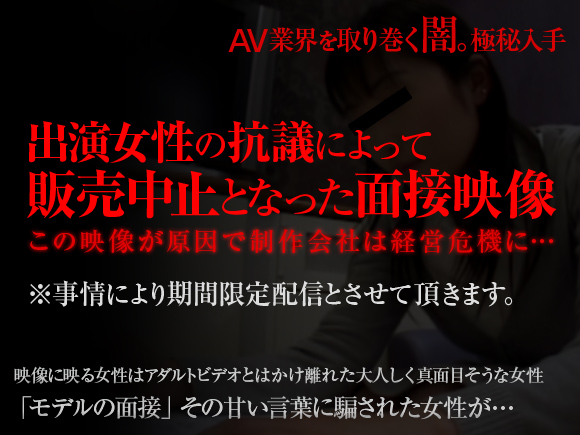 AV業界を取り巻く闇。極秘入手
出演女性の抗議によって
販売中止となった面接映像
この映像が原因で制作会社は経営危機に…
※事情により期間限定配信とさせて頂きます。
映像に映る女性はアダルトビデオとはかけ離れた大人しく真面目そうな女性
「モデルの面接」その甘い言葉に騙された女性が…